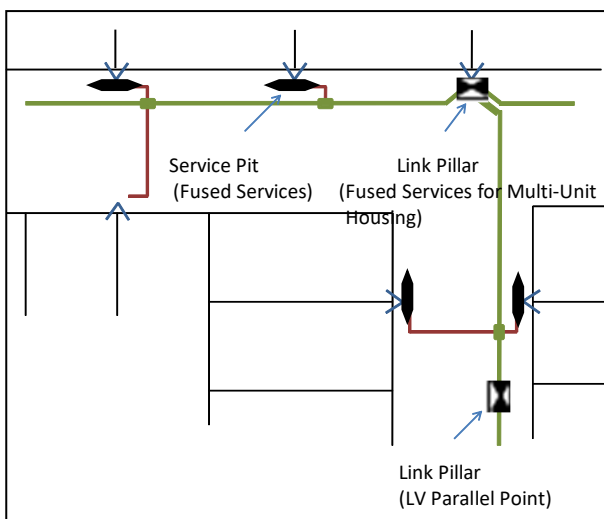 Service Pit
(Fused Services)
Link Pillar
(Fused Services for Multi-Unit
Housing)
Link Pillar
(LV Parallel Point)